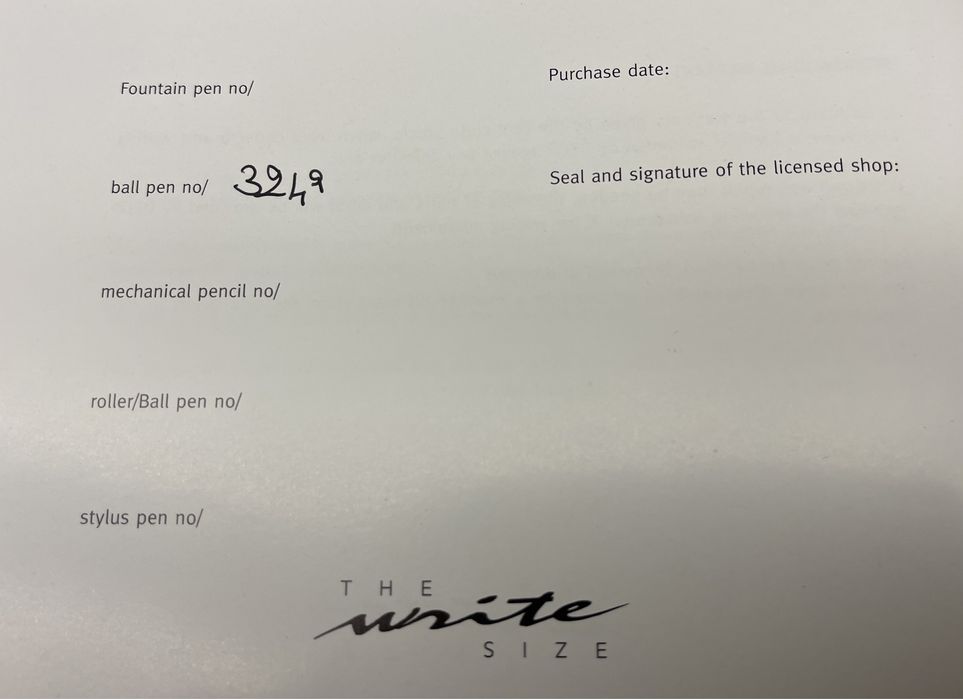 Fountain pen no/
Purchase date:
ball pen no/ 3949
Seal and signature of the licensed shop:
mechanical pencil no/
roller/Ball pen no/
stylus pen no/
THE
write
SIZE